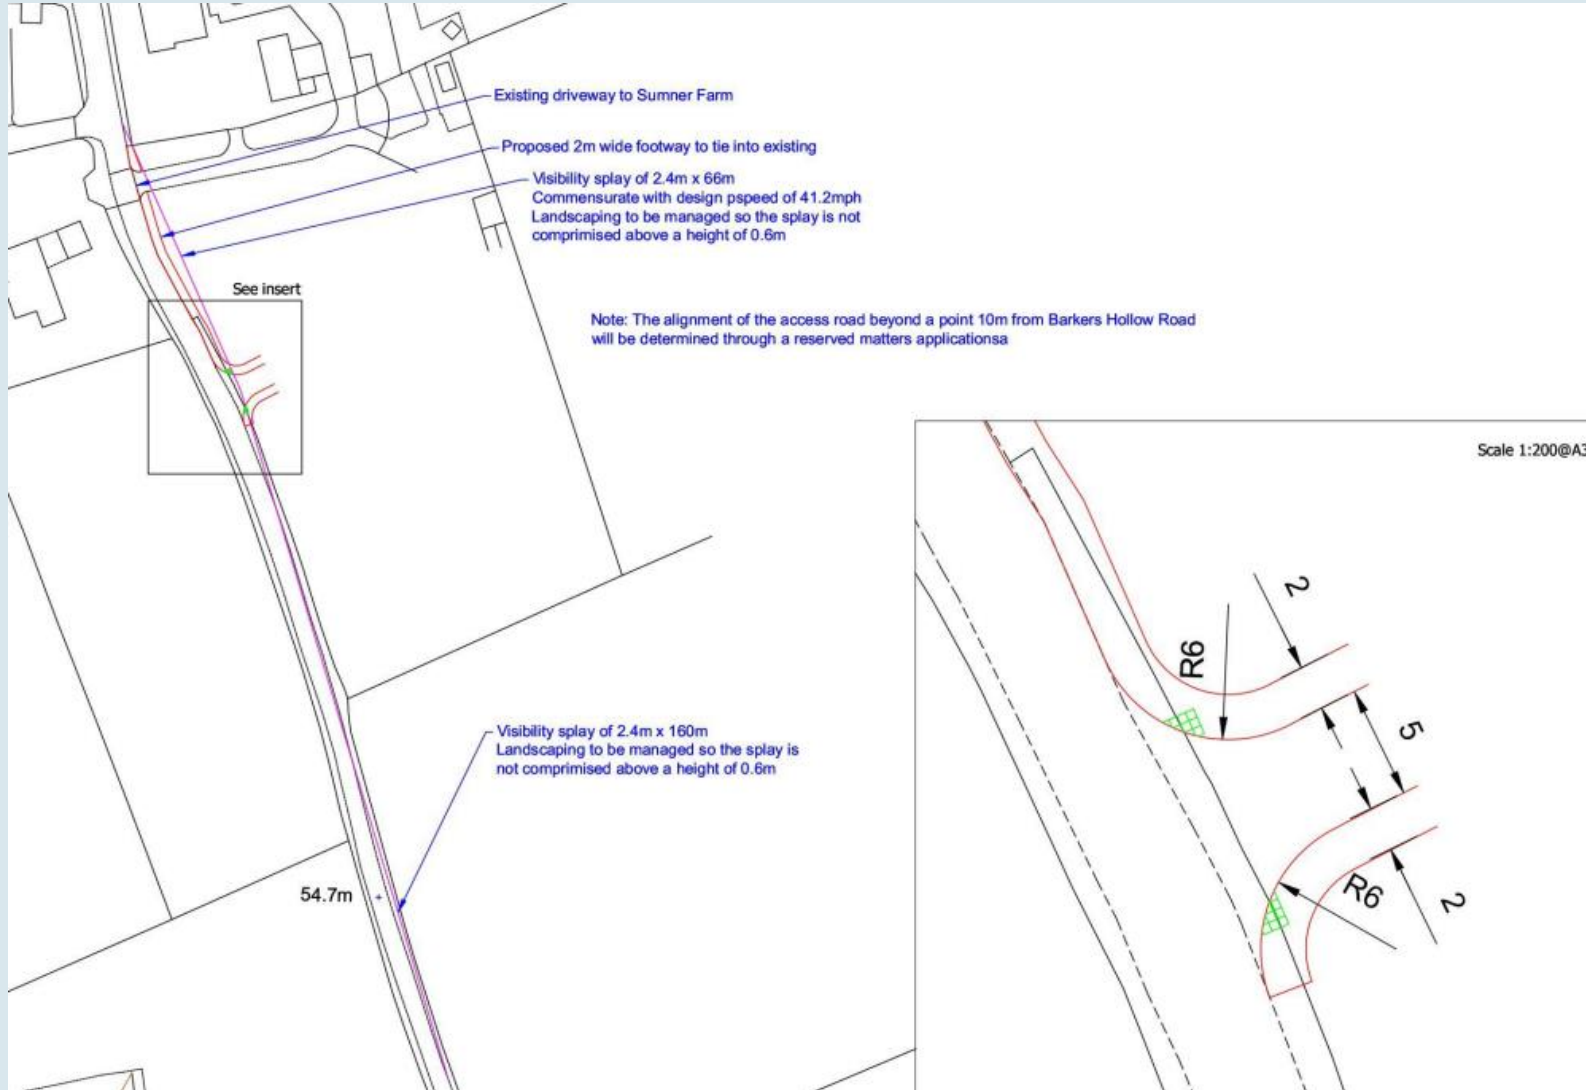 Existing driveway to Sumner Farm
Proposed 2m wide footway to tie into existing
Visibility splay of 2.4m x 66m
Commensurate with design pspeed of 41.2mph
Landscaping to be managed so the splay is not
comprimised above a height of 0.6m
See insert
Note: The alignment of the access road beyond a point 10m from Barkers Hollow Road
will be determined through a reserved matters applicationsa
Scale 1:200@A3
2
R6
5
R6
2
Visibility splay of 2.4m x 160m
Landscaping to be managed so the splay is
not comprimised above a height of 0.6m
54.7m